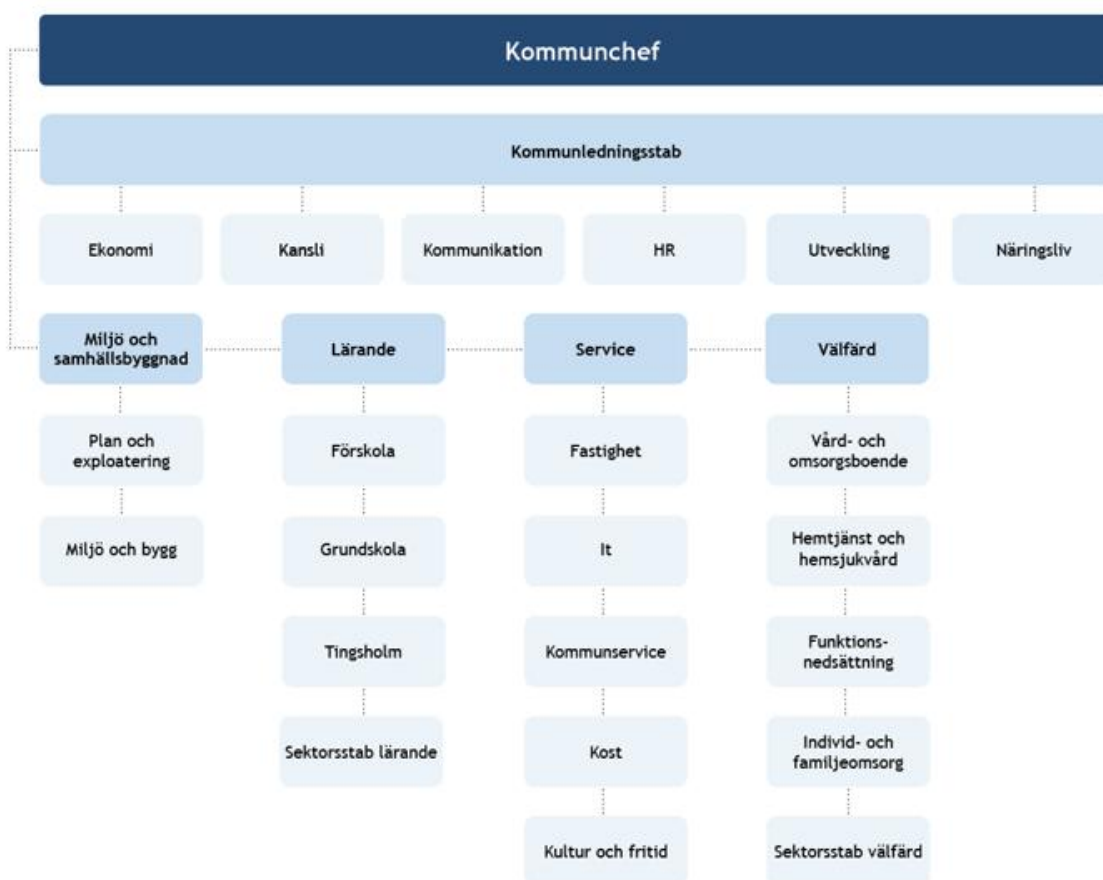 Kommunchef
Kommunledningsstab
Ekonomi
Kansli
Kommunikation
HR
Utveckling
Näringsliv
Miljö och
samhällsbyggnad
Lärande
Service
Välfärd
Plan och
exploatering
Förskola
Fastighet
Vård- och
omsorgsboende
Miljö och bygg
Grundskola
It
Hemtjänst och
hemsjukvård
Tingsholm
Kommunservice
Funktions-
nedsättning
Sektorsstab lärande
Kost
Individ- och
familjeomsorg
Kultur och fritid
Sektorsstab välfärd